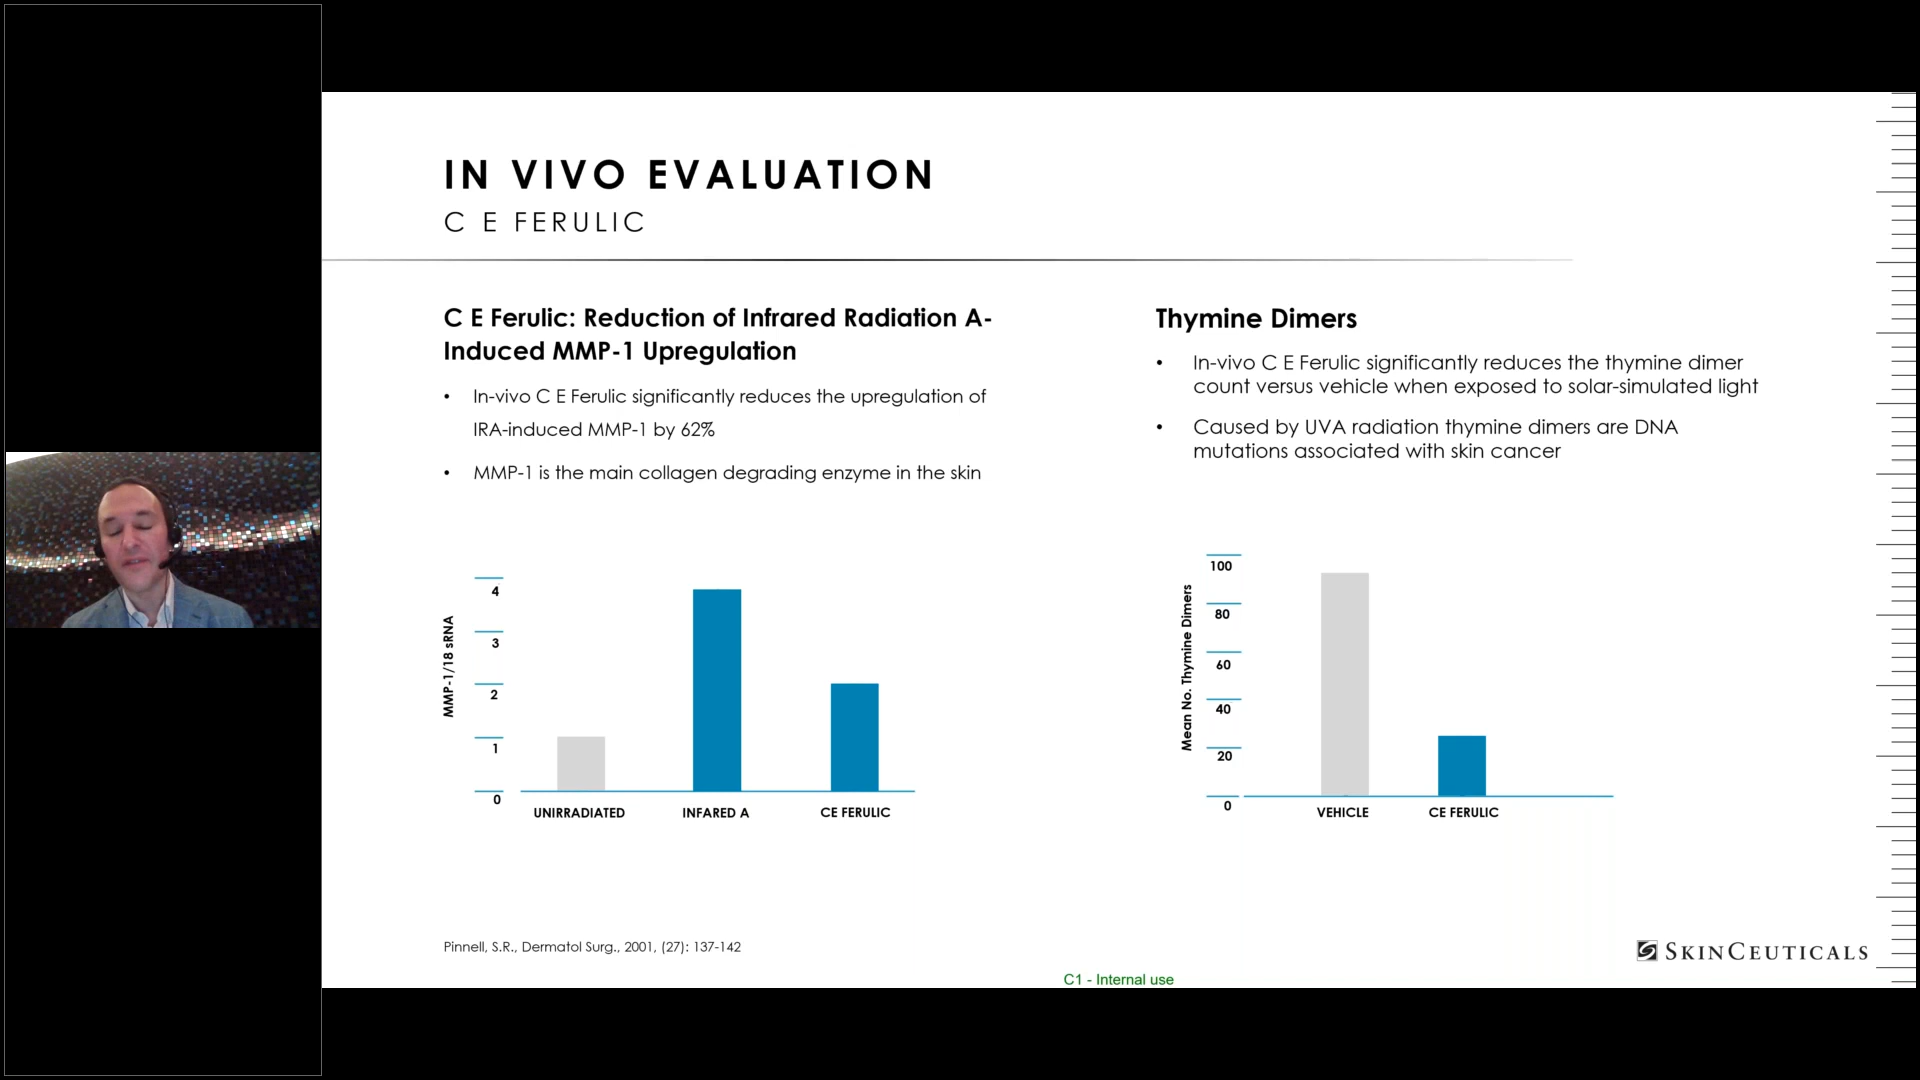 IN VIVO EVALUATION
C E FERULIC
C E Ferulic: Reduction of Infrared Radiation A-
Induced MMP-1 Upregulation
• In-vivo C E Ferulic significantly reduces the upregulation of
IRA-induced MMP-1 by 62%
• MMP-1 is the main collagen degrading enzyme in the skin
MMP-1/18 sRNA
4
3
2
1
0
UNIRRADIATED
INFARED A
CE FERULIC
Thymine Dimers
• In-vivo C E Ferulic significantly reduces the thymine dimer
count versus vehicle when exposed to solar-simulated light
• Caused by UVA radiation thymine dimers are DNA
mutations associated with skin cancer
Mean No. Thymine Dimers
100
80
60
40
20
0
VEHICLE
CE FERULIC
Pinnell, S.R., Dermatol Surg., 2001, (27): 137-142
SKINCEUTICALS
C1 - Internal use